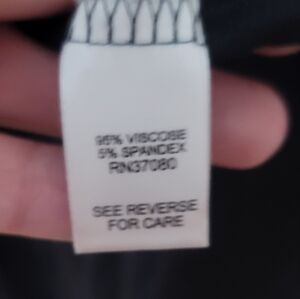 95% VISCOSE
5% SPANDEX
RN37080
SEE REVERSE
FOR CARE